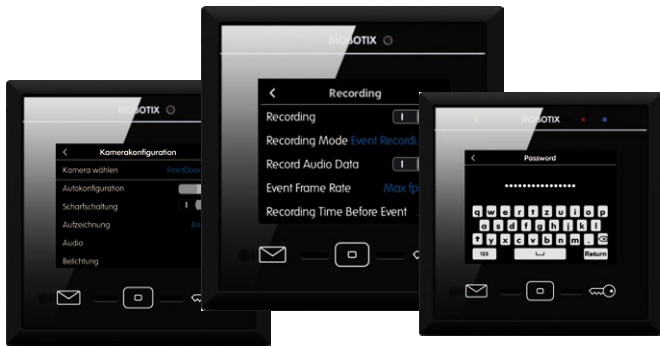 MOBOTIX
Kamerakonfiguration
Kamera wählen FrontDoor
Autokonfiguration
Scharfschaltung
Aufzeichnung
Audio
Belichtung
MOBOTIX
Recording
Recording
Recording Mode Event Recordi
Record Audio Data
Event Frame Rate Max fps
Recording Time Before Event
MOBOTIX
Password
q w e r t z u i o p
a s d f g h j k l
y x c v b n m .
123 Return